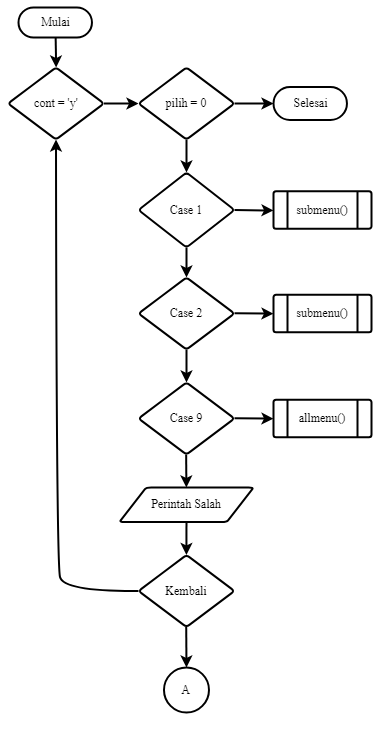 Mulai
cont = 'y'
pilih = 0
Selesai
Case 1
submenu()
Case 2
submenu()
Case 9
allmenu()
Perintah Salah
Kembali
A